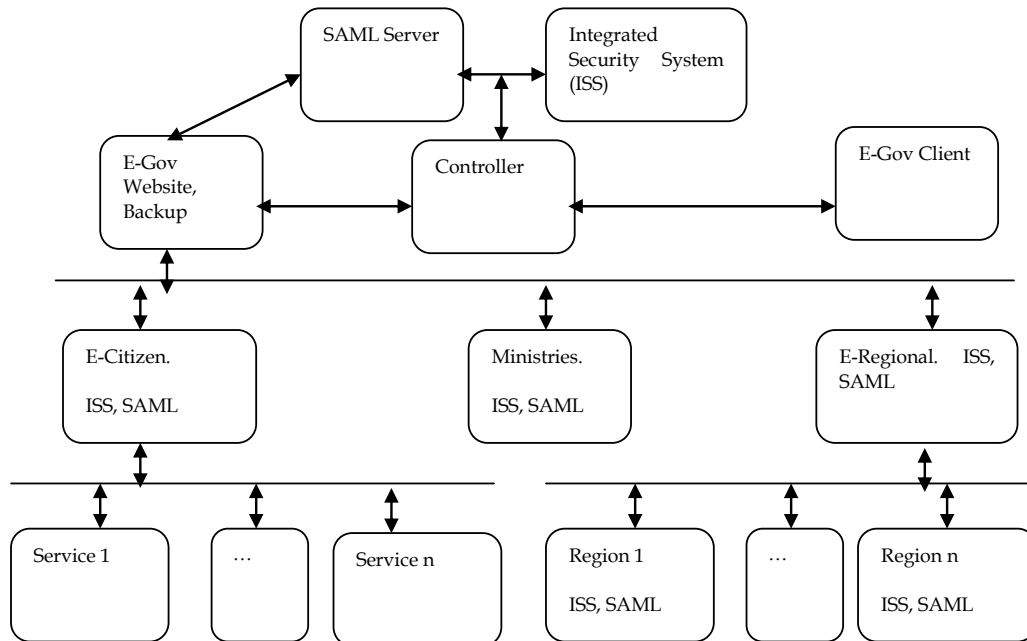 SAML Server
Integrated
Security System
(ISS)
E-Gov
Website,
Backup
Controller
E-Gov Client
E-Citizen.
ISS, SAML
Ministries.
ISS, SAML
E-Regional. ISS,
SAML
Service 1
…
Service n
Region 1
ISS, SAML
…
Region n
ISS, SAML